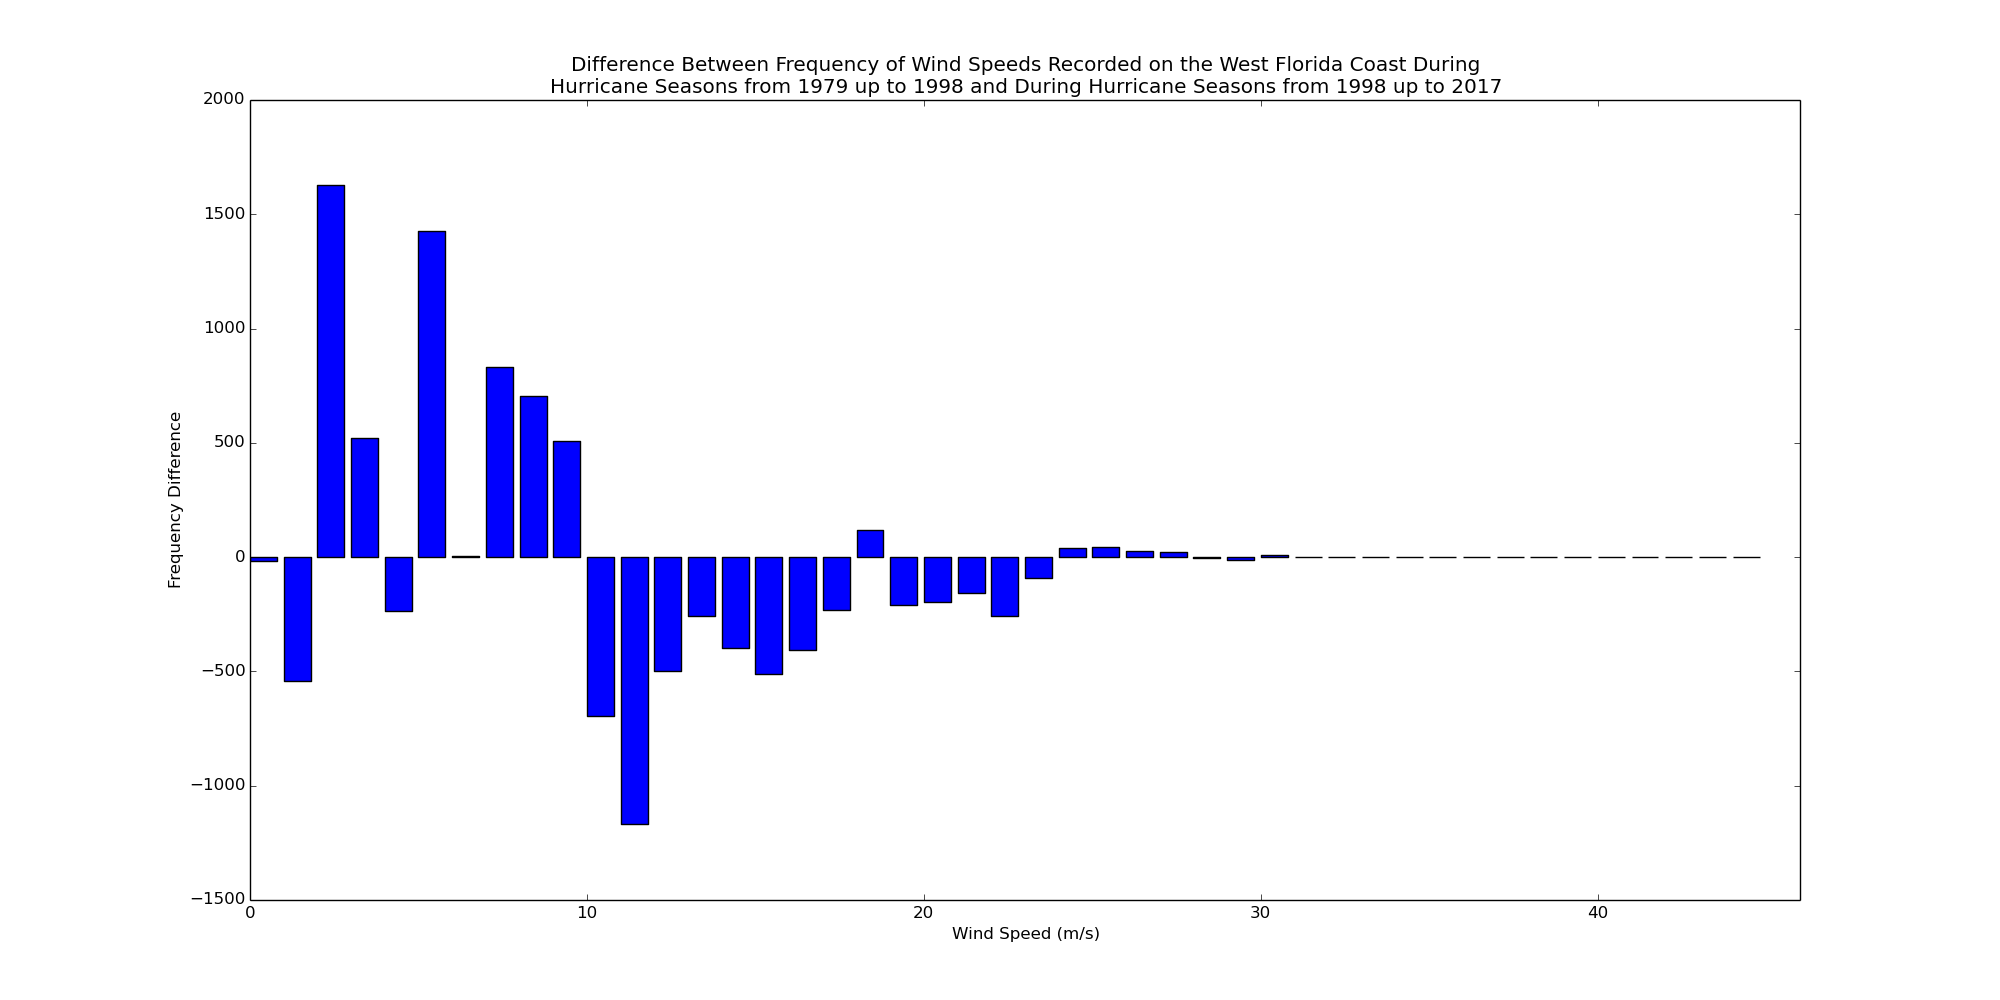 Difference Between Frequency of Wind Speeds Recorded on the West Florida Coast During
Hurricane Seasons from 1979 up to 1998 and During Hurricane Seasons from 1998 up to 2017
2000
1500
1000
500
0
−500
−1000
−1500
Frequency Difference
0 10 20 30 40
Wind Speed (m/s)